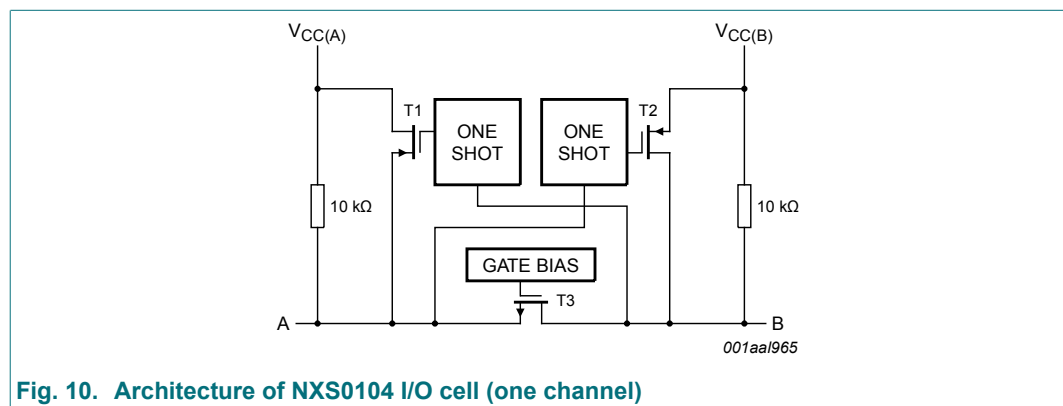 VCC(A)
VCC(B)
T1
ONE
SHOT
ONE
SHOT
T2
10 kΩ
10 kΩ
GATE BIAS
T3
A
B
001aal965
Fig. 10. Architecture of NXS0104 I/O cell (one channel)